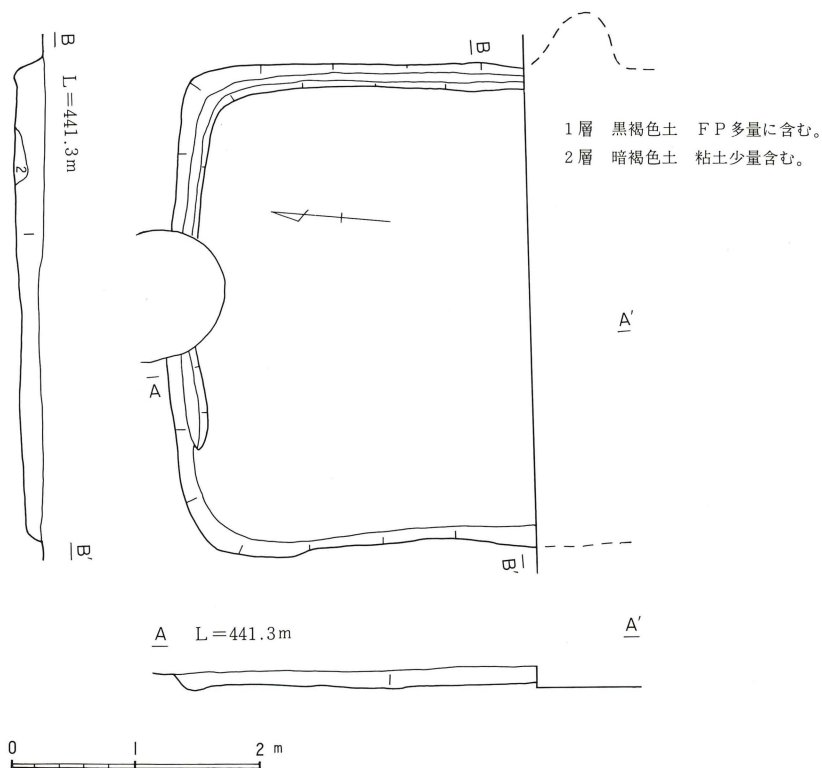 B
L=441.3m
2
1
B'
B
1層 黒褐色土 FP多量に含む。
2層 暗褐色土 粘土少量含む。
A'
A
B'
A L=441.3m
A'
1
0 1 2 m